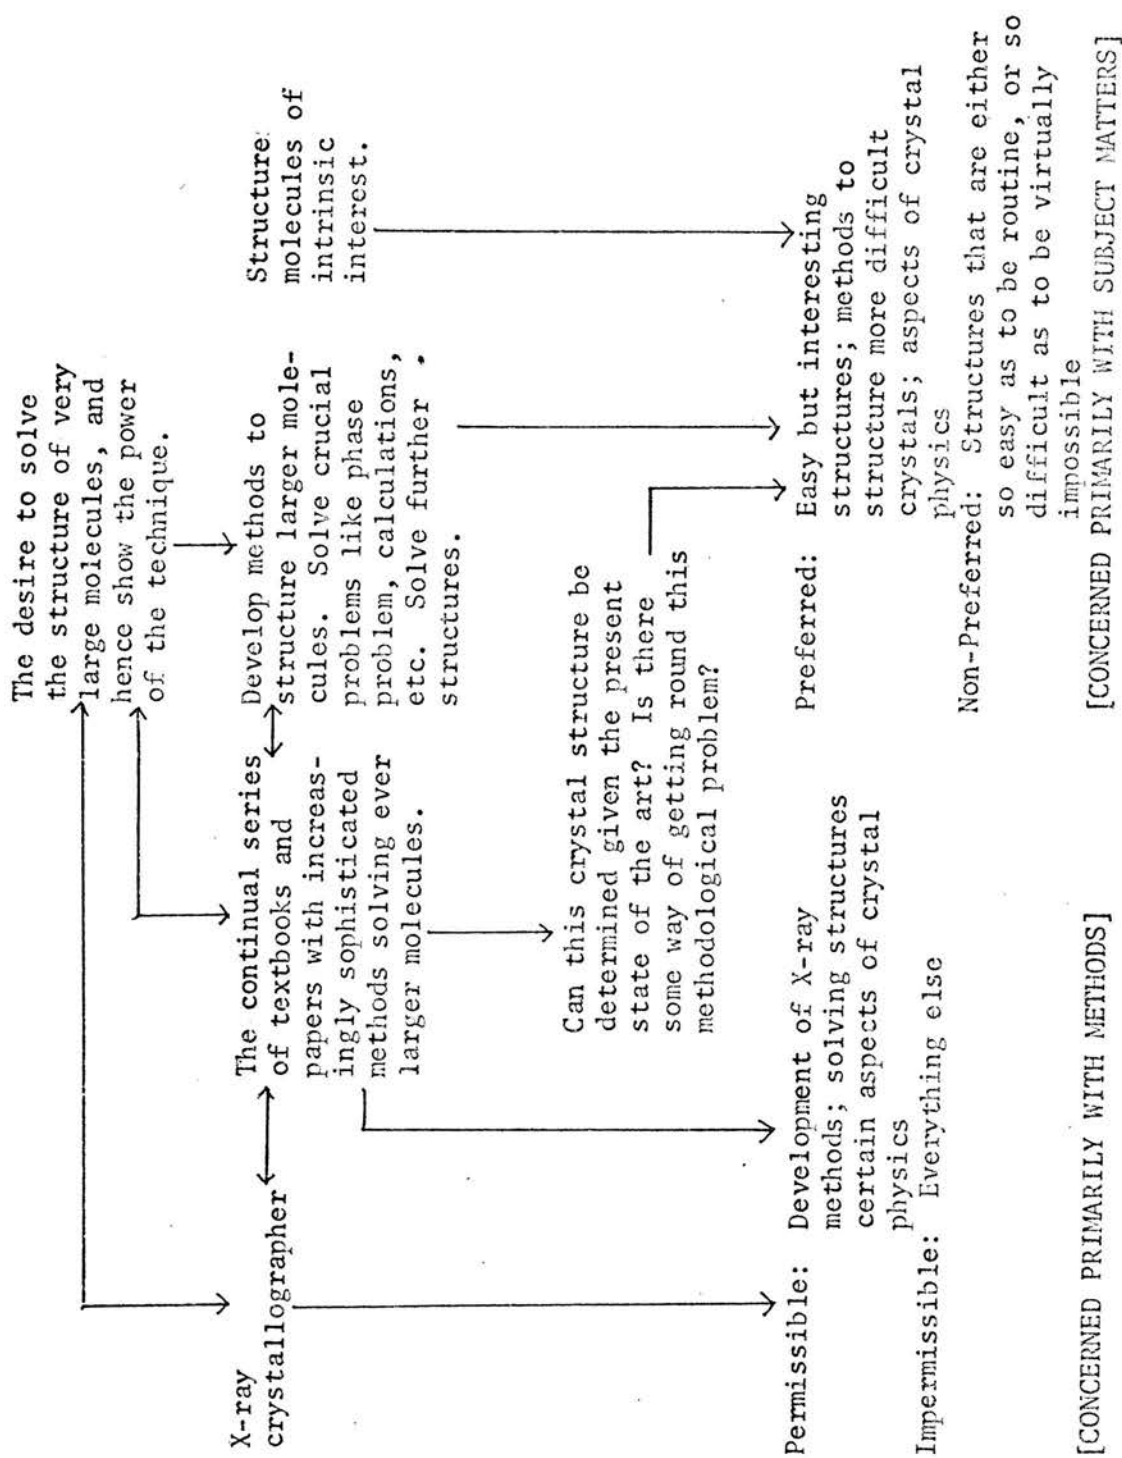 The desire to solve
the structure of very
large molecules, and
hence show the power
of the technique.
X-ray
crystallographer
The continual series
of textbooks and
papers with increas-
ingly sophisticated
methods solving ever
larger molecules.
Develop methods to
structure larger mole-
cules. Solve crucial
problems like phase
problem, calculations,
etc. Solve further
structures.
Structure
molecules of
intrinsic
interest.
Can this crystal structure be
determined given the present
state of the art? Is there
some way of getting round this
methodological problem?
Permissible: Development of X-ray
methods; solving structures
certain aspects of crystal
physics
Impermissible: Everything else
Preferred: Easy but interesting
structures; methods to
structure more difficult
crystals; aspects of crystal
physics
Non-Preferred: Structures that are either
so easy as to be routine, or so
difficult as to be virtually
impossible
[CONCERNED PRIMARILY WITH METHODS]
[CONCERNED PRIMARILY WITH SUBJECT MATTERS]